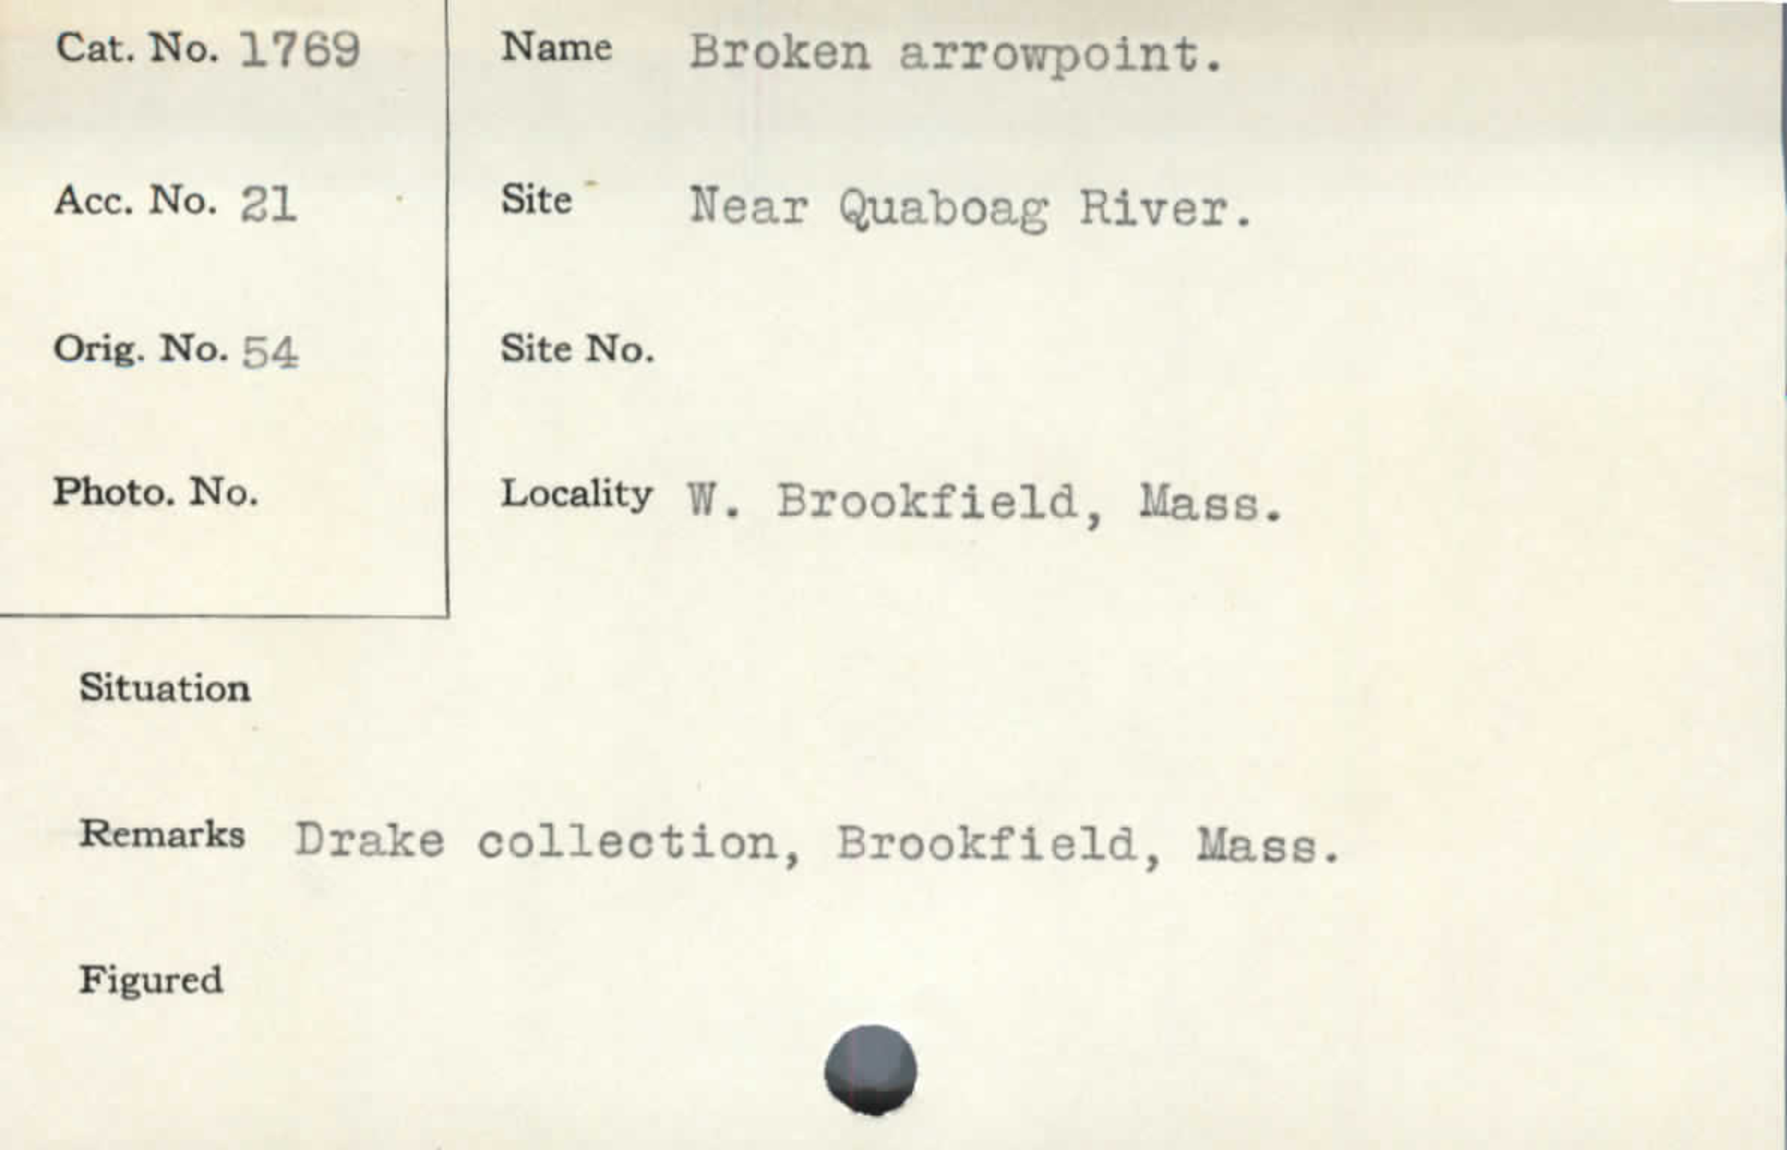 Cat. No. 1769
Name Broken arrowpoint.
Acc. No. 21
Site Near Quaboag River.
Orig. No. 54
Site No.
Photo. No.
Locality W. Brookfield, Mass.
Situation
Remarks Drake collection, Brookfield, Mass.
Figured